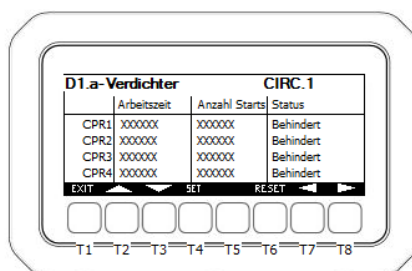 D1.a-Verdichter CIRC.1
Arbeitszeit Anzahl Starts Status
CPR1 XXXXXX XXXXXX Behindert
CPR2 XXXXXX XXXXXX Behindert
CPR3 XXXXXX XXXXXX Behindert
CPR4 XXXXXX XXXXXX Behindert
EXIT SET RESET
T1 T2 T3 T4 T5 T6 T7 T8